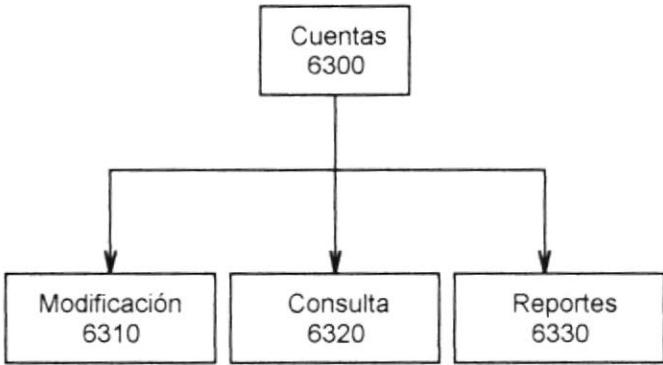 Cuentas
6300
Modificación
6310
Consulta
6320
Reportes
6330